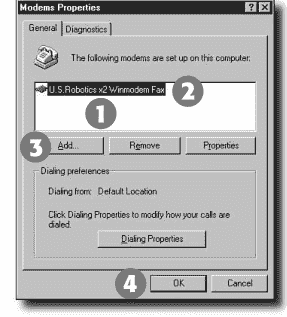 Modems Properties
General Diagnostics
The following modems are set up on this computer:
U.S.Robotics x2 Winmodem Fax
2
1
3
Add... Remove Properties
Dialing preferences
Dialing from: Default Location
Click Dialing Properties to modify how your calls are
dialed.
Dialing Properties
4
OK Cancel